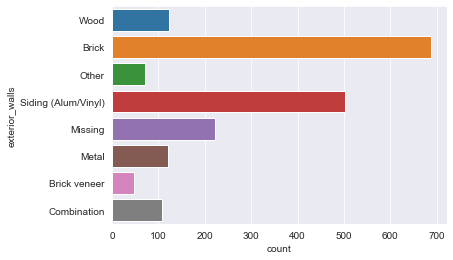 Wood
Brick
Other
Siding (Alum/Vinyl)
Missing
Metal
Brick veneer
Combination
exterior_walls
0 100 200 300 400 500 600 700
count